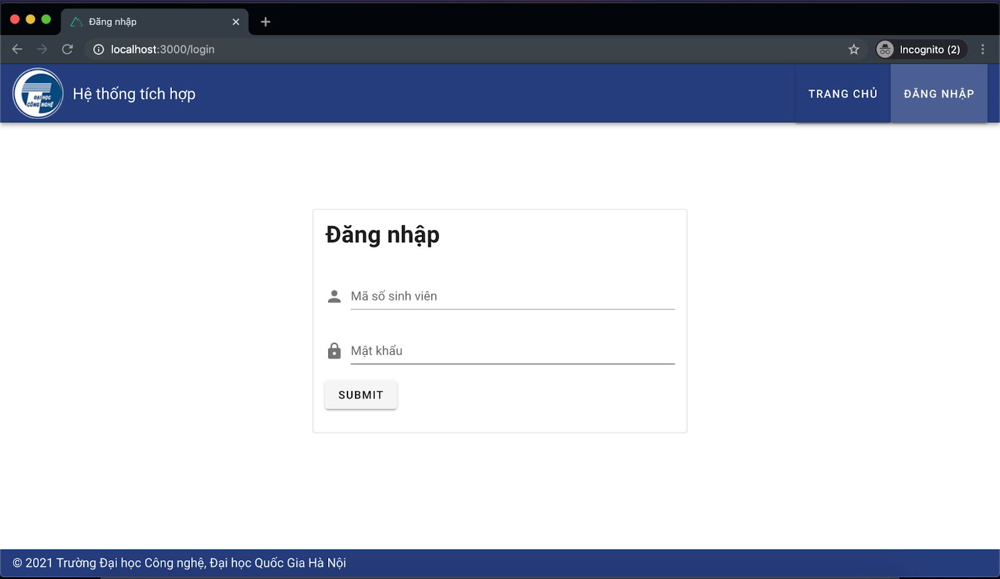 Đăng nhập
localhost:3000/login
Incognito (2)
ĐẠI HỌC
CÔNG NGHỆ
Hệ thống tích hợp
TRANG CHỦ
ĐĂNG NHẬP
Đăng nhập
Mã số sinh viên
Mật khẩu
SUBMIT
© 2021 Trường Đại học Công nghệ, Đại học Quốc Gia Hà Nội